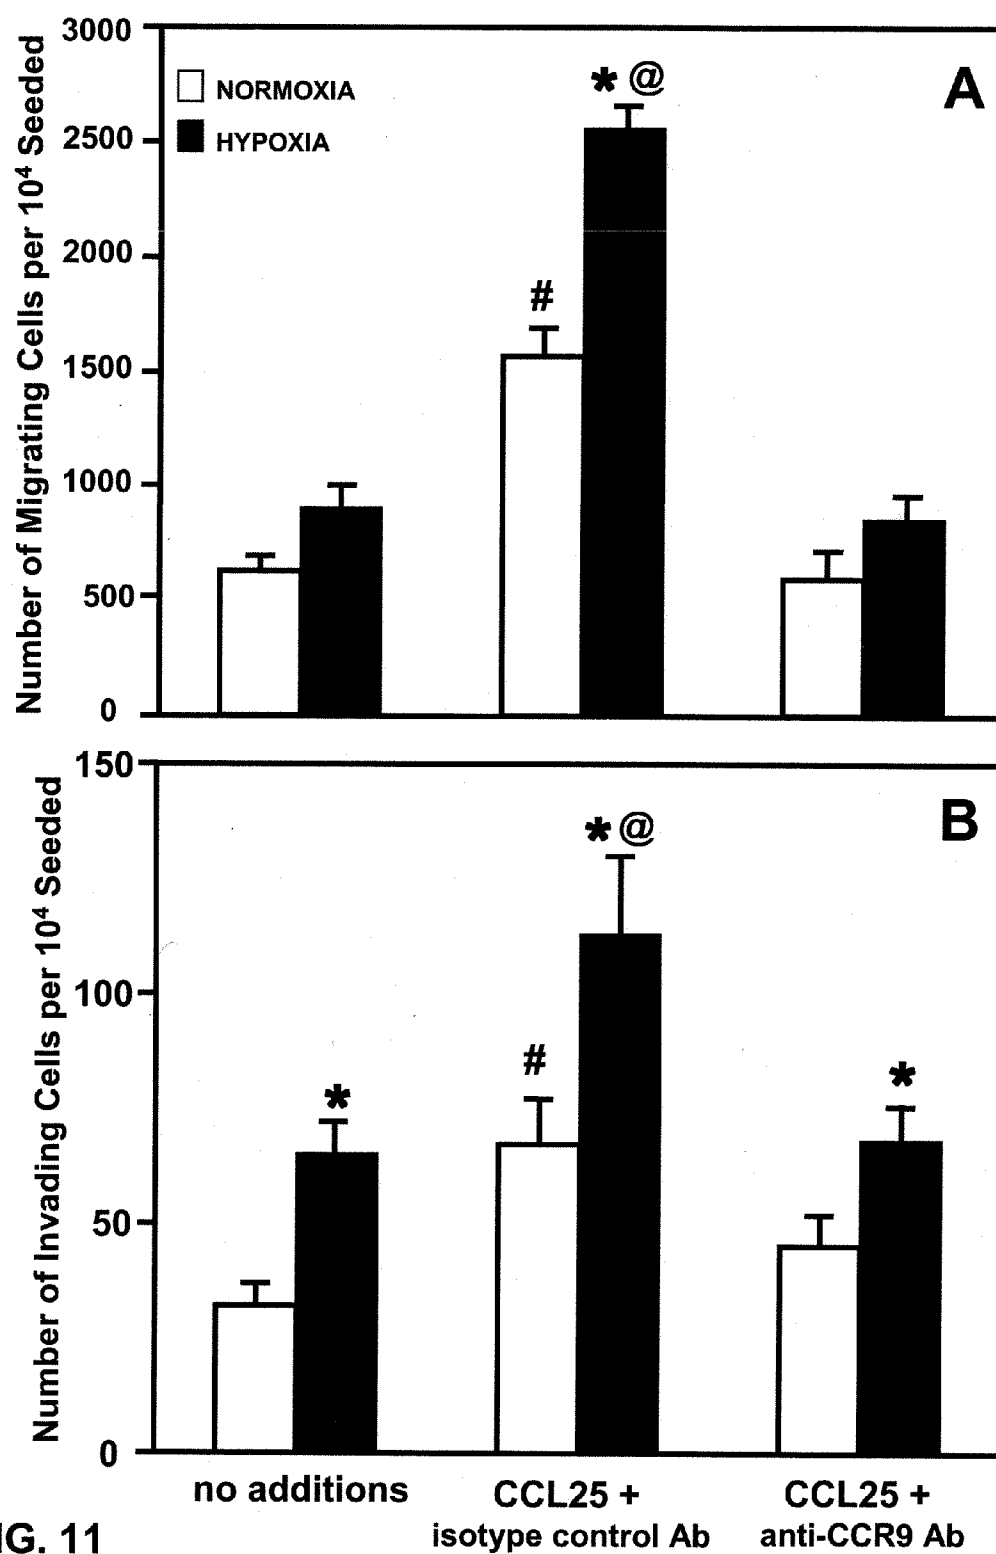 3000
2500
2000
1500
1000
500
0
Number of Migrating Cells per 10⁴ Seeded
NORMOXIA
HYPOXIA
A
#
* @
150
100
50
0
Number of Invading Cells per 10⁴ Seeded
B
*
#
* @
*
no additions
CCL25 +
isotype control Ab
CCL25 +
anti-CCR9 Ab
IG. 11